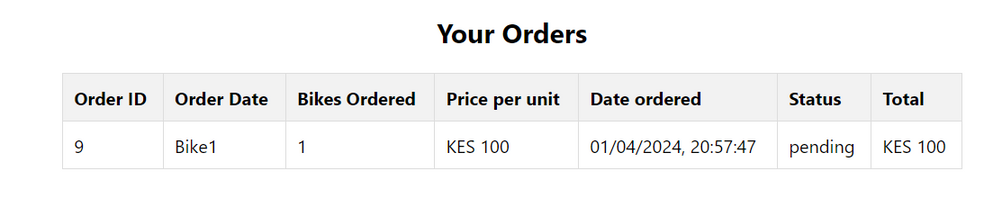 Your Orders
Order ID Order Date Bikes Ordered Price per unit Date ordered Status Total
9 Bike1 1 KES 100 01/04/2024, 20:57:47 pending KES 100